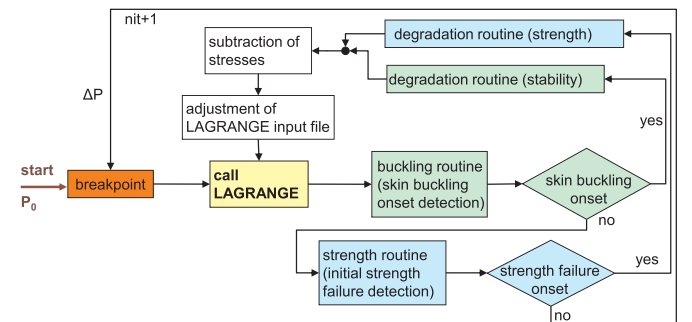 nit+1
subtraction of
stresses
degradation routine (strength)
degradation routine (stability)
ΔP
adjustment of
LAGRANGE input file
yes
start
P0
breakpoint
call
LAGRANGE
buckling routine
(skin buckling
onset detection)
skin buckling
onset
no
strength routine
(initial strength
failure detection)
strength failure
onset
yes
no